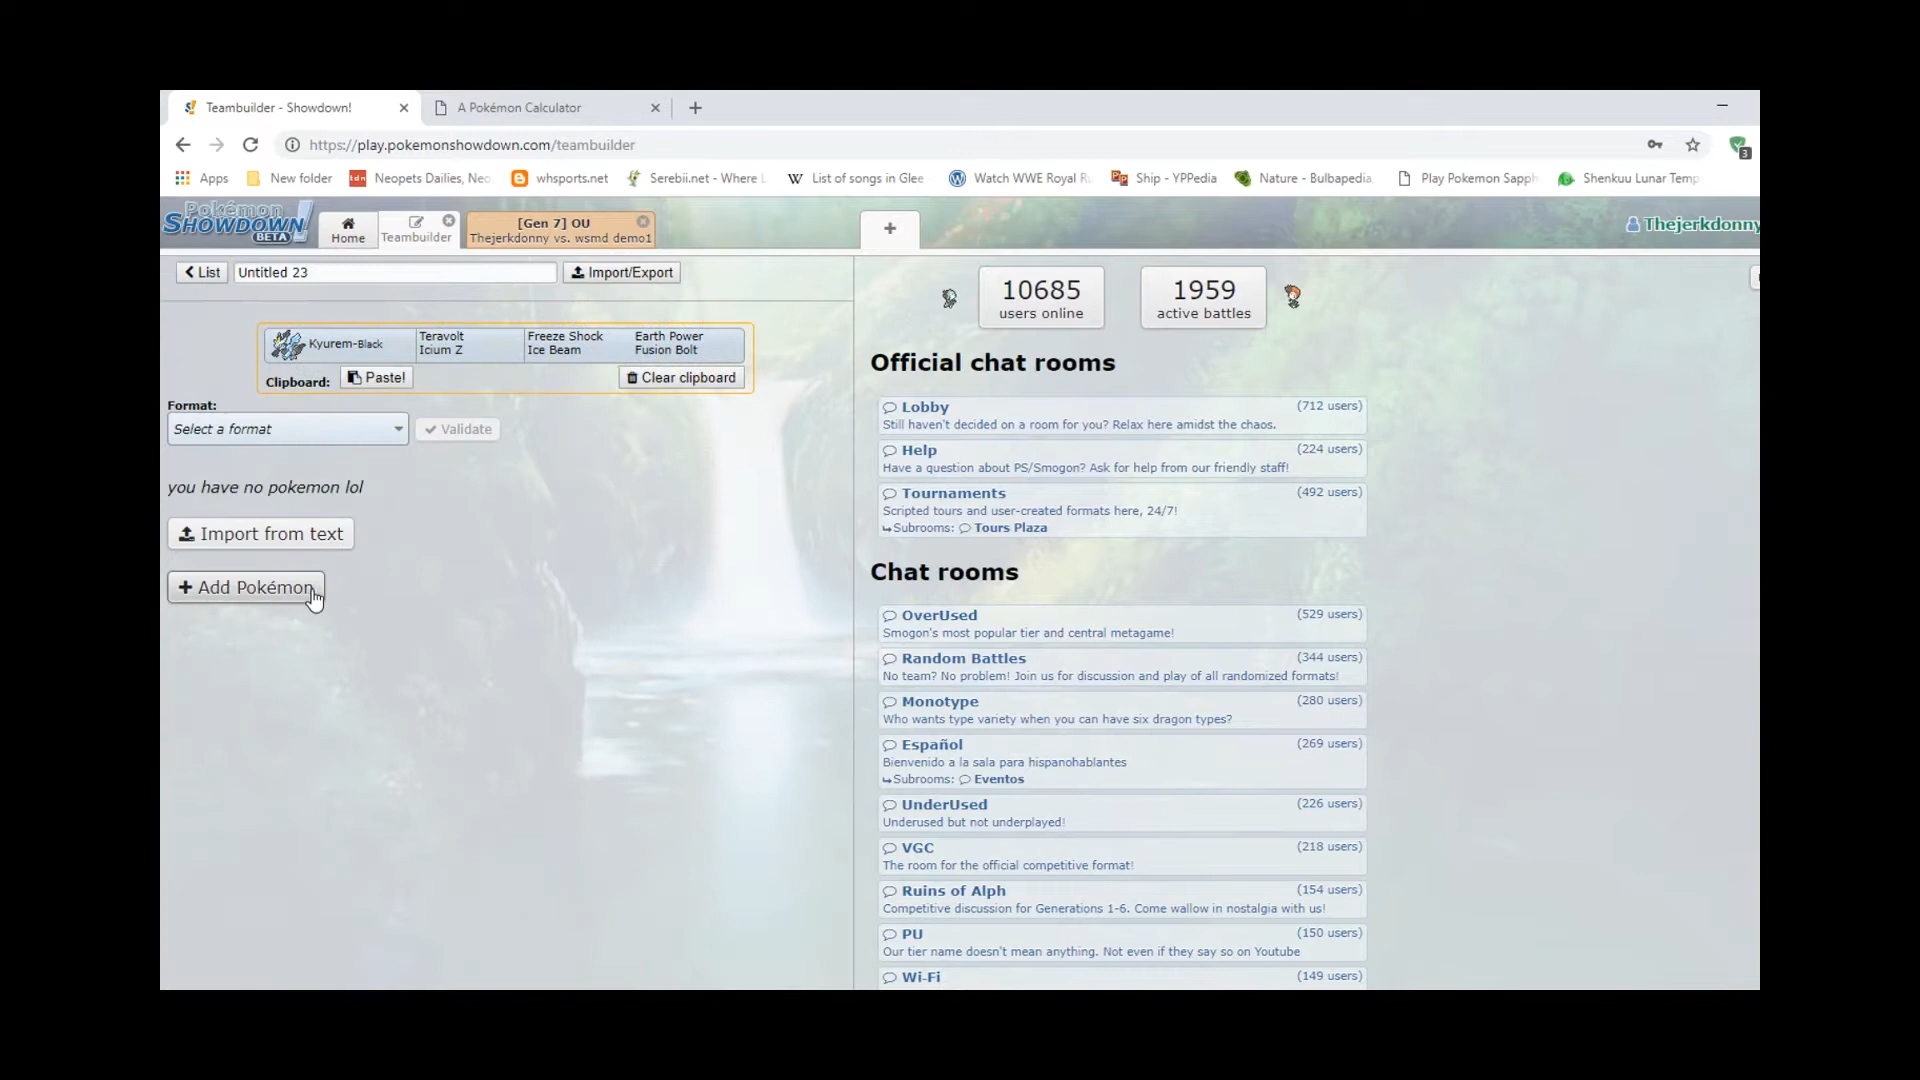 Teambuilder - Showdown!
A Pokémon Calculator
https://play.pokemonshowdown.com/teambuilder
3
Apps
New folder
tdn
Neopets Dailies, Neo
whsports.net
Serebii.net - Where
W
List of songs in Glee
Watch WWE Royal Ru
Ship - YPPedia
Nature - Bulbapedia,
Play Pokemon Sapph
Shenkuu Lunar Temp
Pokémon
SHOWDOWN!
BETA
Home
Teambuilder
[Gen 7] OU
Thejerkdonny vs. wsmd demo1
+
Thejerkdonny
List
Untitled 23
Import/Export
10685
users online
1959
active battles
Kyurem-Black
Teravolt
Icium Z
Freeze Shock
Ice Beam
Earth Power
Fusion Bolt
Clipboard:
Paste!
Clear clipboard
Format:
Select a format
Validate
you have no pokemon lol
Import from text
Add Pokémon
Official chat rooms
Lobby
(712 users)
Still haven't decided on a room for you? Relax here amidst the chaos.
Help
(224 users)
Have a question about PS/Smogon? Ask for help from our friendly staff!
Tournaments
(492 users)
Scripted tours and user-created formats here, 24/7!
Subrooms: Tours Plaza
Chat rooms
OverUsed
(529 users)
Smogon's most popular tier and central metagame!
Random Battles
(344 users)
No team? No problem! Join us for discussion and play of all randomized formats!
Monotype
(280 users)
Who wants type variety when you can have six dragon types?
Español
(269 users)
Bienvenido a la sala para hispanohablantes
Subrooms: Eventos
UnderUsed
(226 users)
Underused but not underplayed!
VGC
(218 users)
The room for the official competitive format!
Ruins of Alph
(154 users)
Competitive discussion for Generations 1-6. Come wallow in nostalgia with us!
PU
(150 users)
Our tier name doesn't mean anything. Not even if they say so on Youtube
Wi-Fi
(149 users)